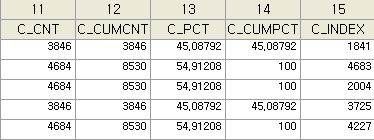 11 12 13 14 15
C_CNT C_CUMCNT C_PCT C_CUMPCT C_INDEX
3846 3846 45,08792 45,08792 1841
4684 8530 54,91208 100 4683
4684 8530 54,91208 100 2004
3846 3846 45,08792 45,08792 3725
4684 8530 54,91208 100 4227